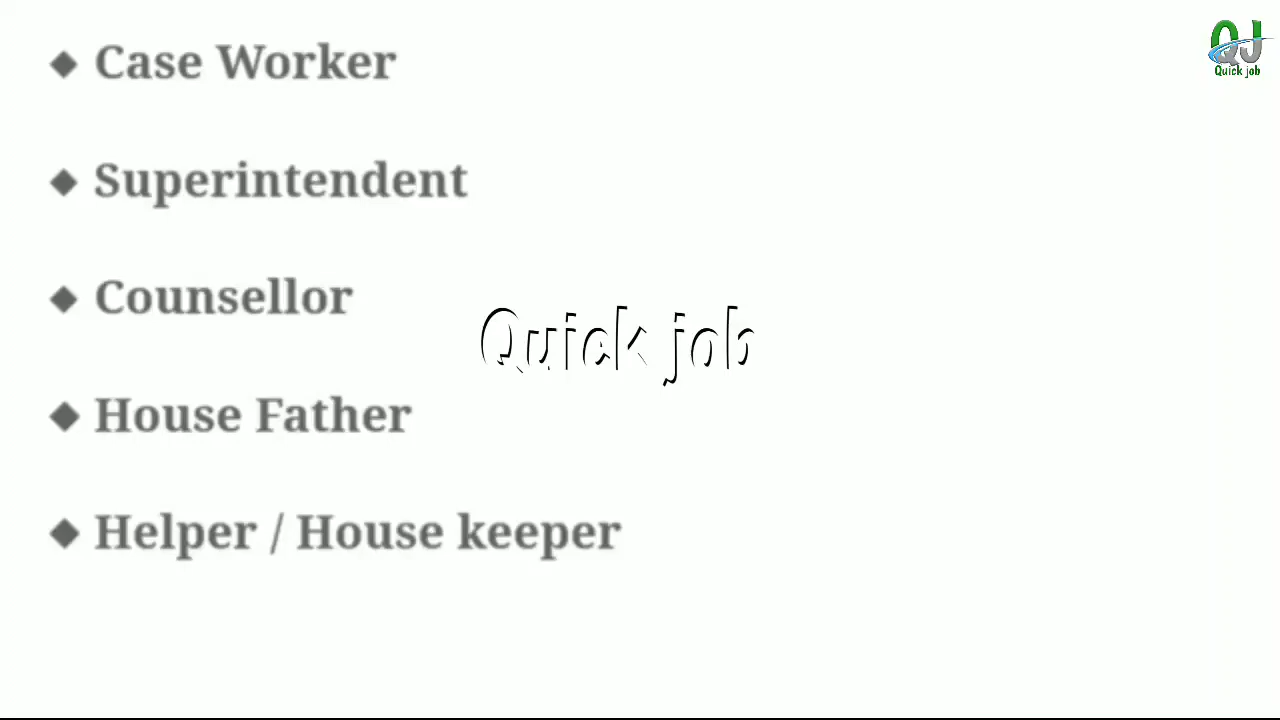 ◆ Case Worker
QJ
Quick job
◆ Superintendent
◆ Counsellor
Quick job
◆ House Father
◆ Helper / House keeper